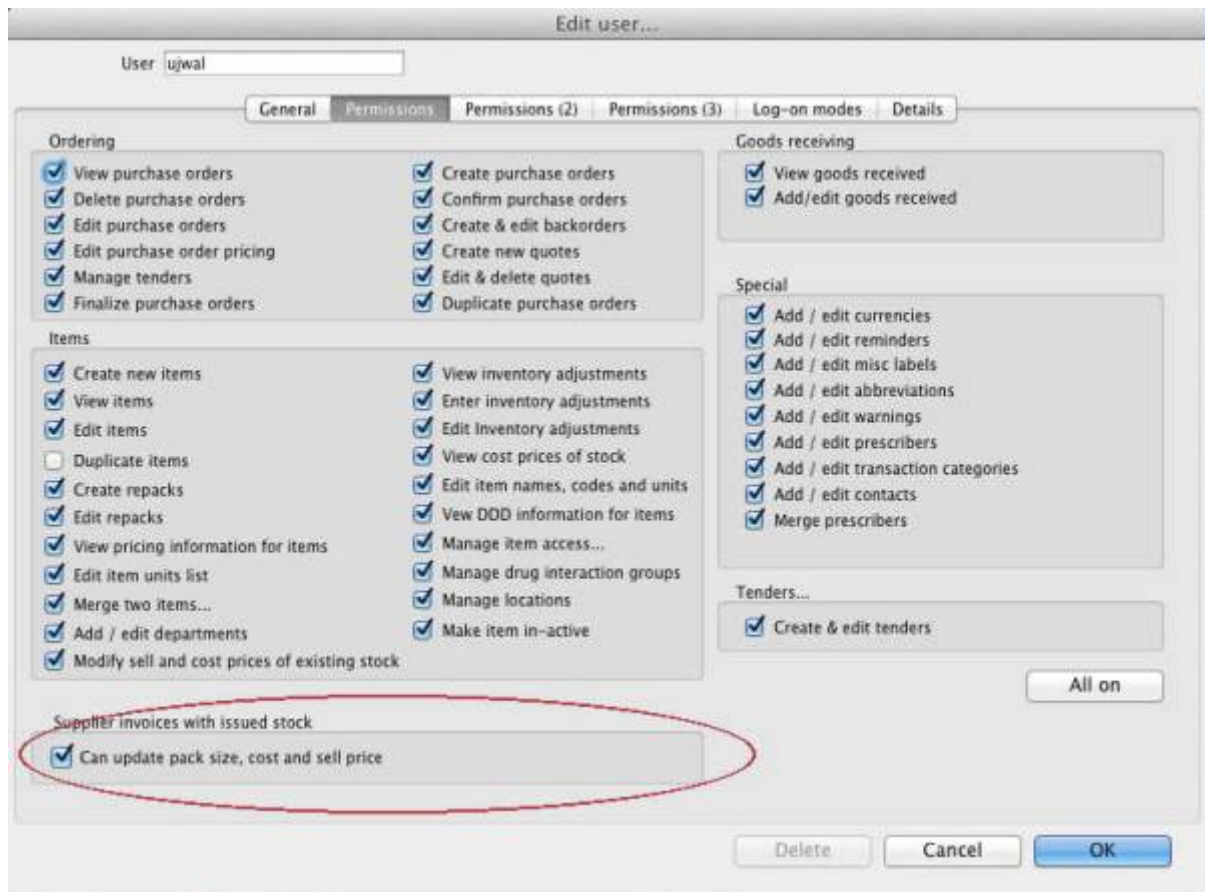 Edit user...
User ujwal
General Permissions Permissions (2) Permissions (3) Log-on modes Details
Ordering
View purchase orders
Delete purchase orders
Edit purchase orders
Edit purchase order pricing
Manage tenders
Finalize purchase orders
Create purchase orders
Confirm purchase orders
Create & edit backorders
Create new quotes
Edit & delete quotes
Duplicate purchase orders
Items
Create new items
View items
Edit items
Duplicate items
Create repacks
Edit repacks
View pricing information for items
Edit item units list
Merge two items...
Add / edit departments
Modify sell and cost prices of existing stock
View inventory adjustments
Enter inventory adjustments
Edit Inventory adjustments
View cost prices of stock
Edit item names, codes and units
Vew DDD information for items
Manage item access...
Manage drug interaction groups
Manage locations
Make item in-active
Supplier invoices with issued stock
Can update pack size, cost and sell price
Goods receiving
View goods received
Add/edit goods received
Special
Add / edit currencies
Add / edit reminders
Add / edit misc labels
Add / edit abbreviations
Add / edit warnings
Add / edit prescribers
Add / edit transaction categories
Add / edit contacts
Merge prescribers
Tenders...
Create & edit tenders
All on
Delete Cancel OK